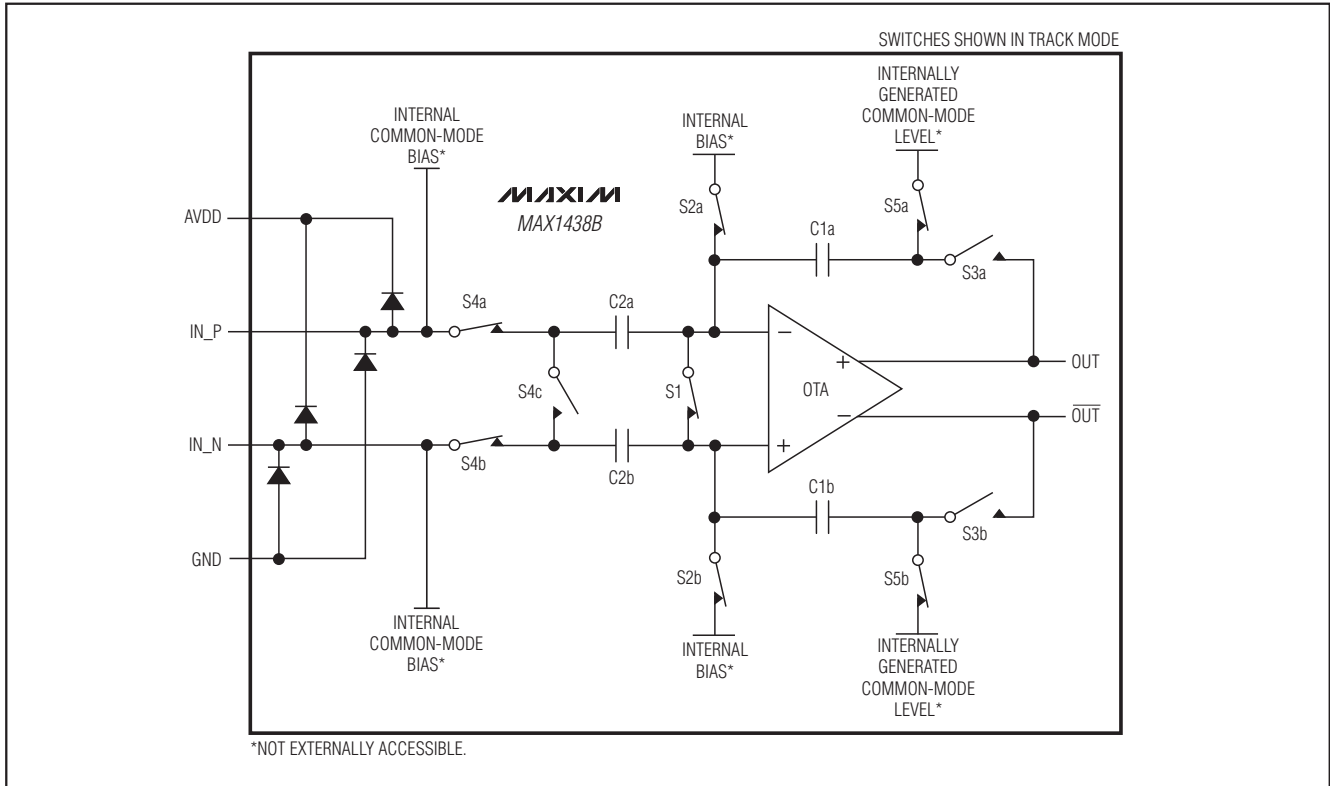 SWITCHES SHOWN IN TRACK MODE
INTERNAL
COMMON-MODE
BIAS*
INTERNAL
BIAS*
INTERNALLY
GENERATED
COMMON-MODE
LEVEL*
MAXIM
MAX1438B
AVDD
S2a
S5a
C1a
S3a
IN_P
S4a
C2a
−
+
OUT
S4c
S1
OTA
−
OUT
IN_N
S4b
C2b
+
C1b
S3b
GND
S2b
S5b
INTERNAL
COMMON-MODE
BIAS*
INTERNAL
BIAS*
INTERNALLY
GENERATED
COMMON-MODE
LEVEL*
*NOT EXTERNALLY ACCESSIBLE.